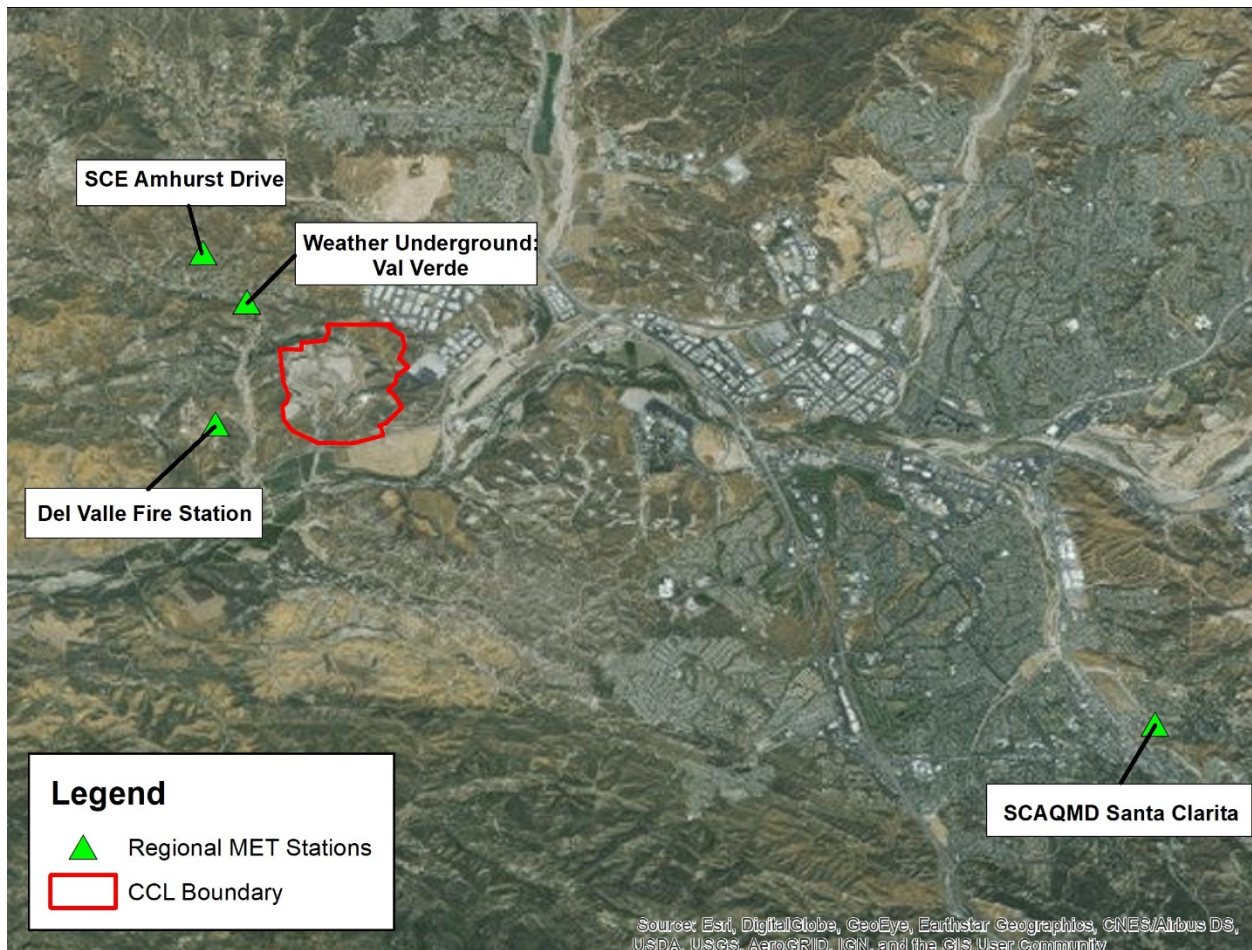 SCE Amhurst Drive
Weather Underground:
Val Verde
Del Valle Fire Station
SCAQMD Santa Clarita
Legend
Regional MET Stations
CCL Boundary
Source: Esri, DigitalGlobe, GeoEye, Earthstar Geographics, CNES/Airbus DS,
USDA, USGS, AeroGRID, IGN, and the GIS User Community